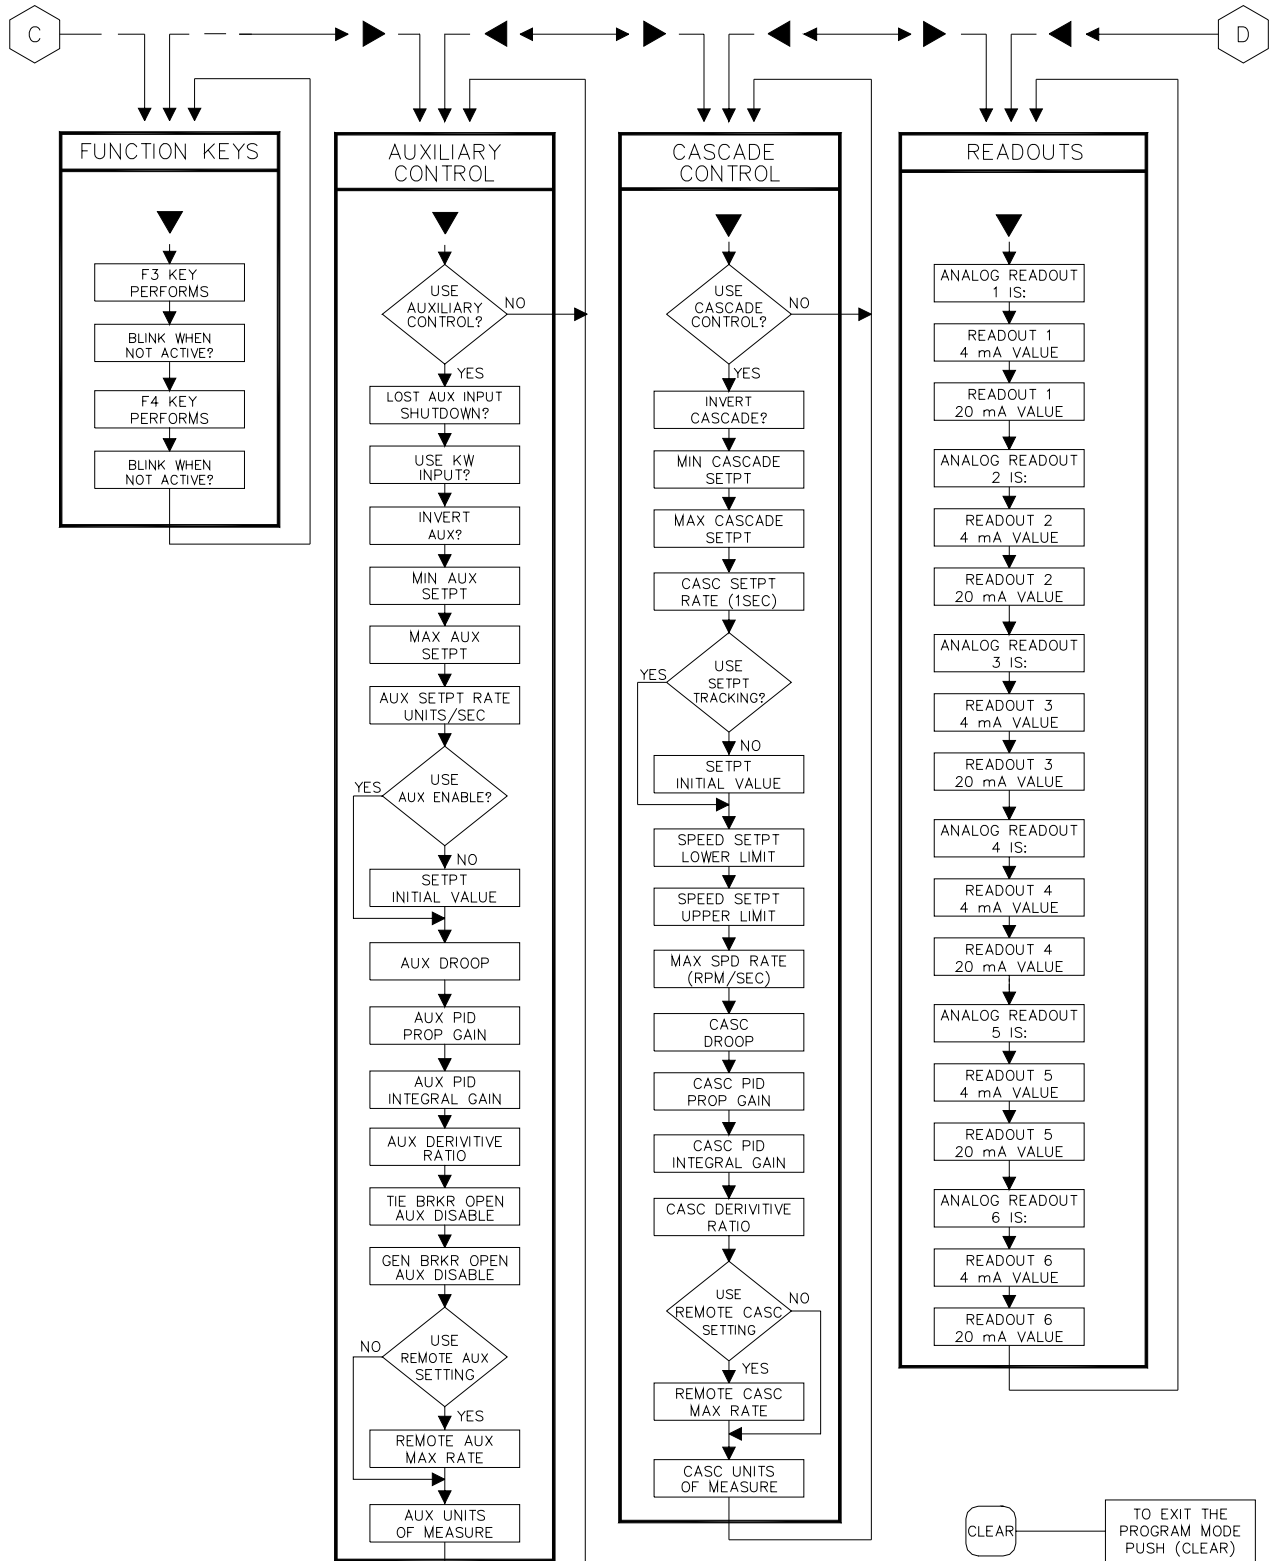 C
D
FUNCTION KEYS
F3 KEY
PERFORMS
BLINK WHEN
NOT ACTIVE?
F4 KEY
PERFORMS
BLINK WHEN
NOT ACTIVE?
AUXILIARY
CONTROL
USE
AUXILIARY
CONTROL?
NO
YES
LOST AUX INPUT
SHUTDOWN?
USE KW
INPUT?
INVERT
AUX?
MIN AUX
SETPT
MAX AUX
SETPT
AUX SETPT RATE
UNITS/SEC
USE
AUX ENABLE?
YES
NO
SETPT
INITIAL VALUE
AUX DROOP
AUX PID
PROP GAIN
AUX PID
INTEGRAL GAIN
AUX DERIVITIVE
RATIO
TIE BRKR OPEN
AUX DISABLE
GEN BRKR OPEN
AUX DISABLE
USE
REMOTE AUX
SETTING
NO
YES
REMOTE AUX
MAX RATE
AUX UNITS
OF MEASURE
CASCADE
CONTROL
USE
CASCADE
CONTROL?
NO
YES
INVERT
CASCADE?
MIN CASCADE
SETPT
MAX CASCADE
SETPT
CASC SETPT
RATE (1SEC)
USE
SETPT
TRACKING?
YES
NO
SETPT
INITIAL VALUE
SPEED SETPT
LOWER LIMIT
SPEED SETPT
UPPER LIMIT
MAX SPD RATE
(RPM/SEC)
CASC
DROOP
CASC PID
PROP GAIN
CASC PID
INTEGRAL GAIN
CASC DERIVITIVE
RATIO
USE
REMOTE CASC
SETTING
NO
YES
REMOTE CASC
MAX RATE
CASC UNITS
OF MEASURE
READOUTS
ANALOG READOUT
1 IS:
READOUT 1
4 mA VALUE
READOUT 1
20 mA VALUE
ANALOG READOUT
2 IS:
READOUT 2
4 mA VALUE
READOUT 2
20 mA VALUE
ANALOG READOUT
3 IS:
READOUT 3
4 mA VALUE
READOUT 3
20 mA VALUE
ANALOG READOUT
4 IS:
READOUT 4
4 mA VALUE
READOUT 4
20 mA VALUE
ANALOG READOUT
5 IS:
READOUT 5
4 mA VALUE
READOUT 5
20 mA VALUE
ANALOG READOUT
6 IS:
READOUT 6
4 mA VALUE
READOUT 6
20 mA VALUE
CLEAR
TO EXIT THE
PROGRAM MODE
PUSH (CLEAR)